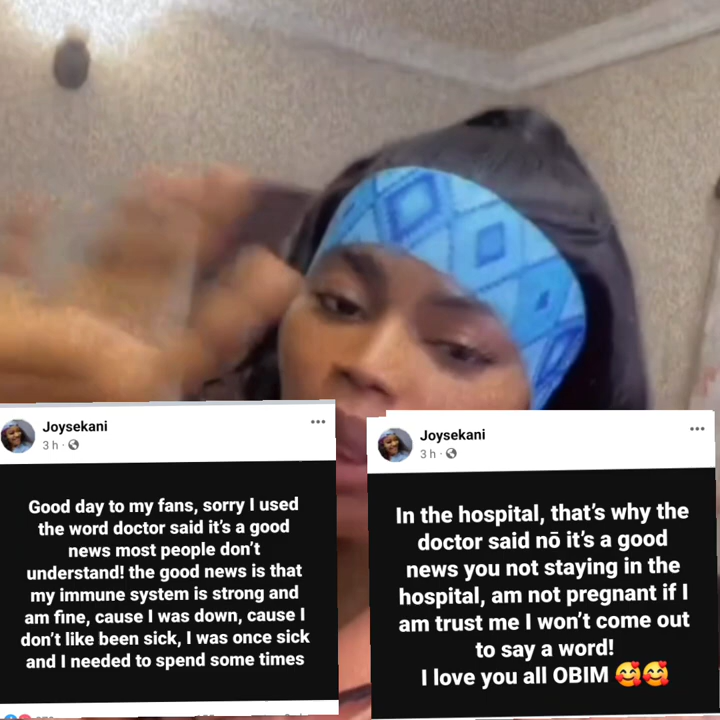 Joysekani
3 h
Good day to my fans, sorry I used
the word doctor said it’s a good
news most people don’t
understand! the good news is that
my immune system is strong and
am fine, cause I was down, cause I
don’t like been sick, I was once sick
and I needed to spend some times
Joysekani
3 h
In the hospital, that’s why the
doctor said nō it’s a good
news you not staying in the
hospital, am not pregnant if I
am trust me I won’t come out
to say a word!
I love you all OBIM 🥰🥰